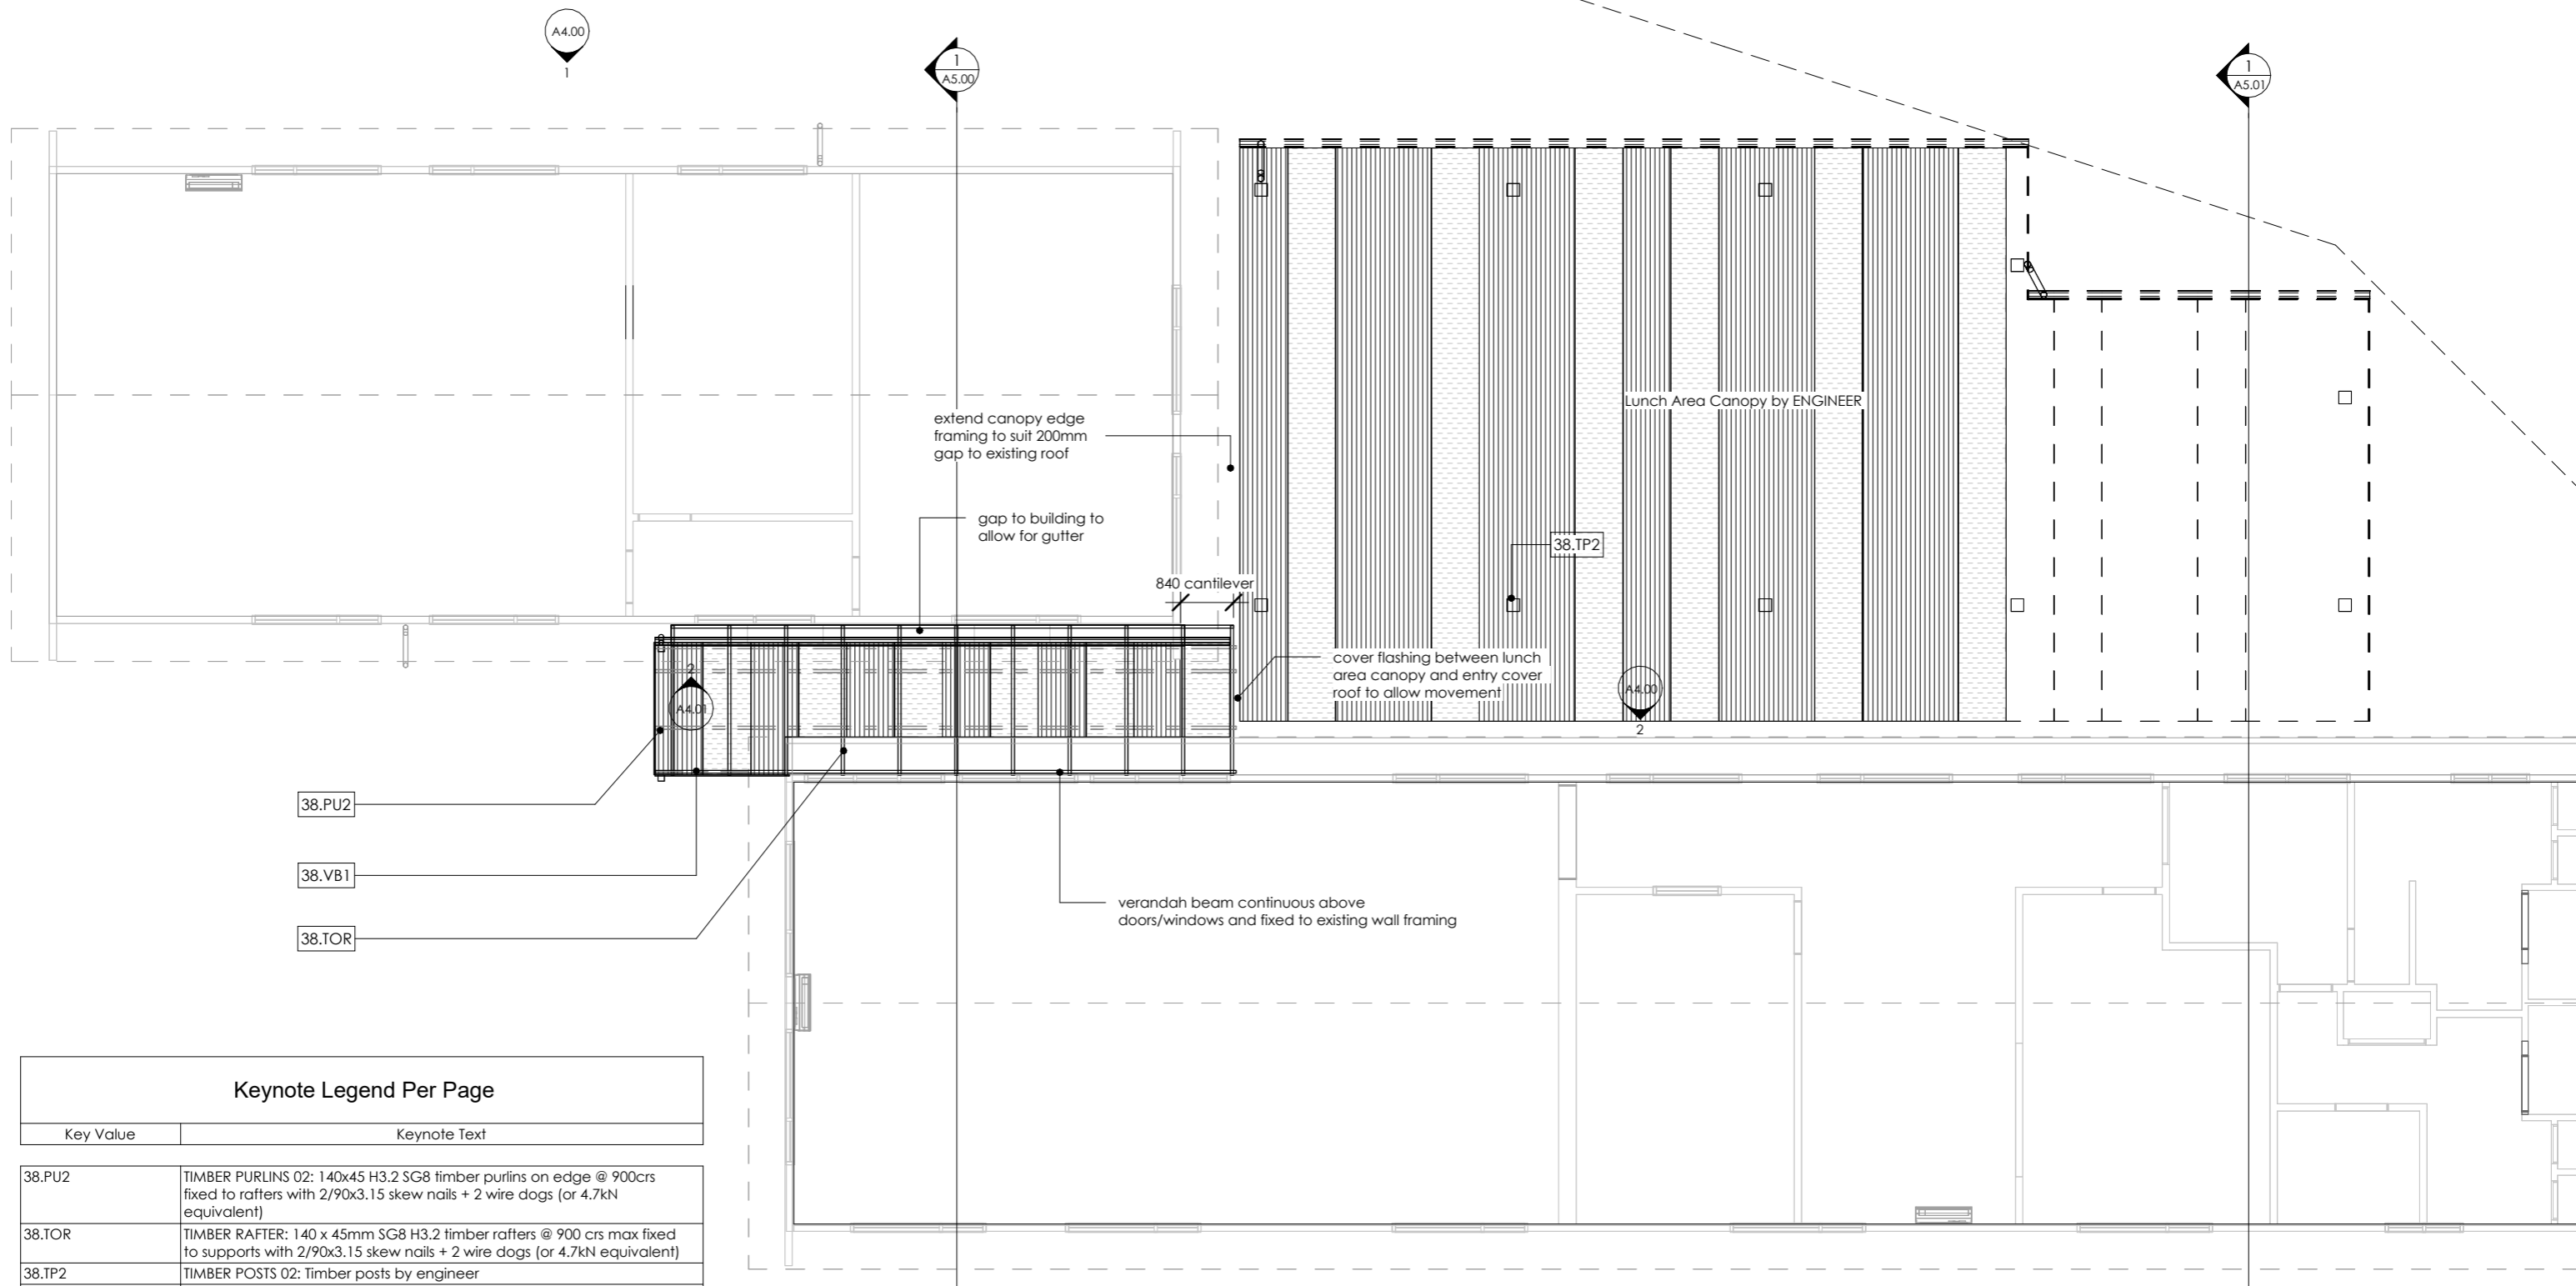 A4.00
1
1
A5.00
1
A5.01
extend canopy edge
framing to suit 200mm
gap to existing roof
Lunch Area Canopy by ENGINEER
gap to building to
allow for gutter
38.TP2
840 cantilever
cover flashing between lunch
area canopy and entry cover
roof to allow movement
2
A4.01
A4.00
2
38.PU2
38.VB1
38.TOR
verandah beam continuous above
doors/windows and fixed to existing wall framing
Keynote Legend Per Page
Key Value Keynote Text
38.PU2 TIMBER PURLINS 02: 140x45 H3.2 SG8 timber purlins on edge @ 900crs
fixed to rafters with 2/90x3.15 skew nails + 2 wire dogs (or 4.7kN
equivalent)
38.TOR TIMBER RAFTER: 140 x 45mm SG8 H3.2 timber rafters @ 900 crs max fixed
to supports with 2/90x3.15 skew nails + 2 wire dogs (or 4.7kN equivalent)
38.TP2 TIMBER POSTS 02: Timber posts by engineer